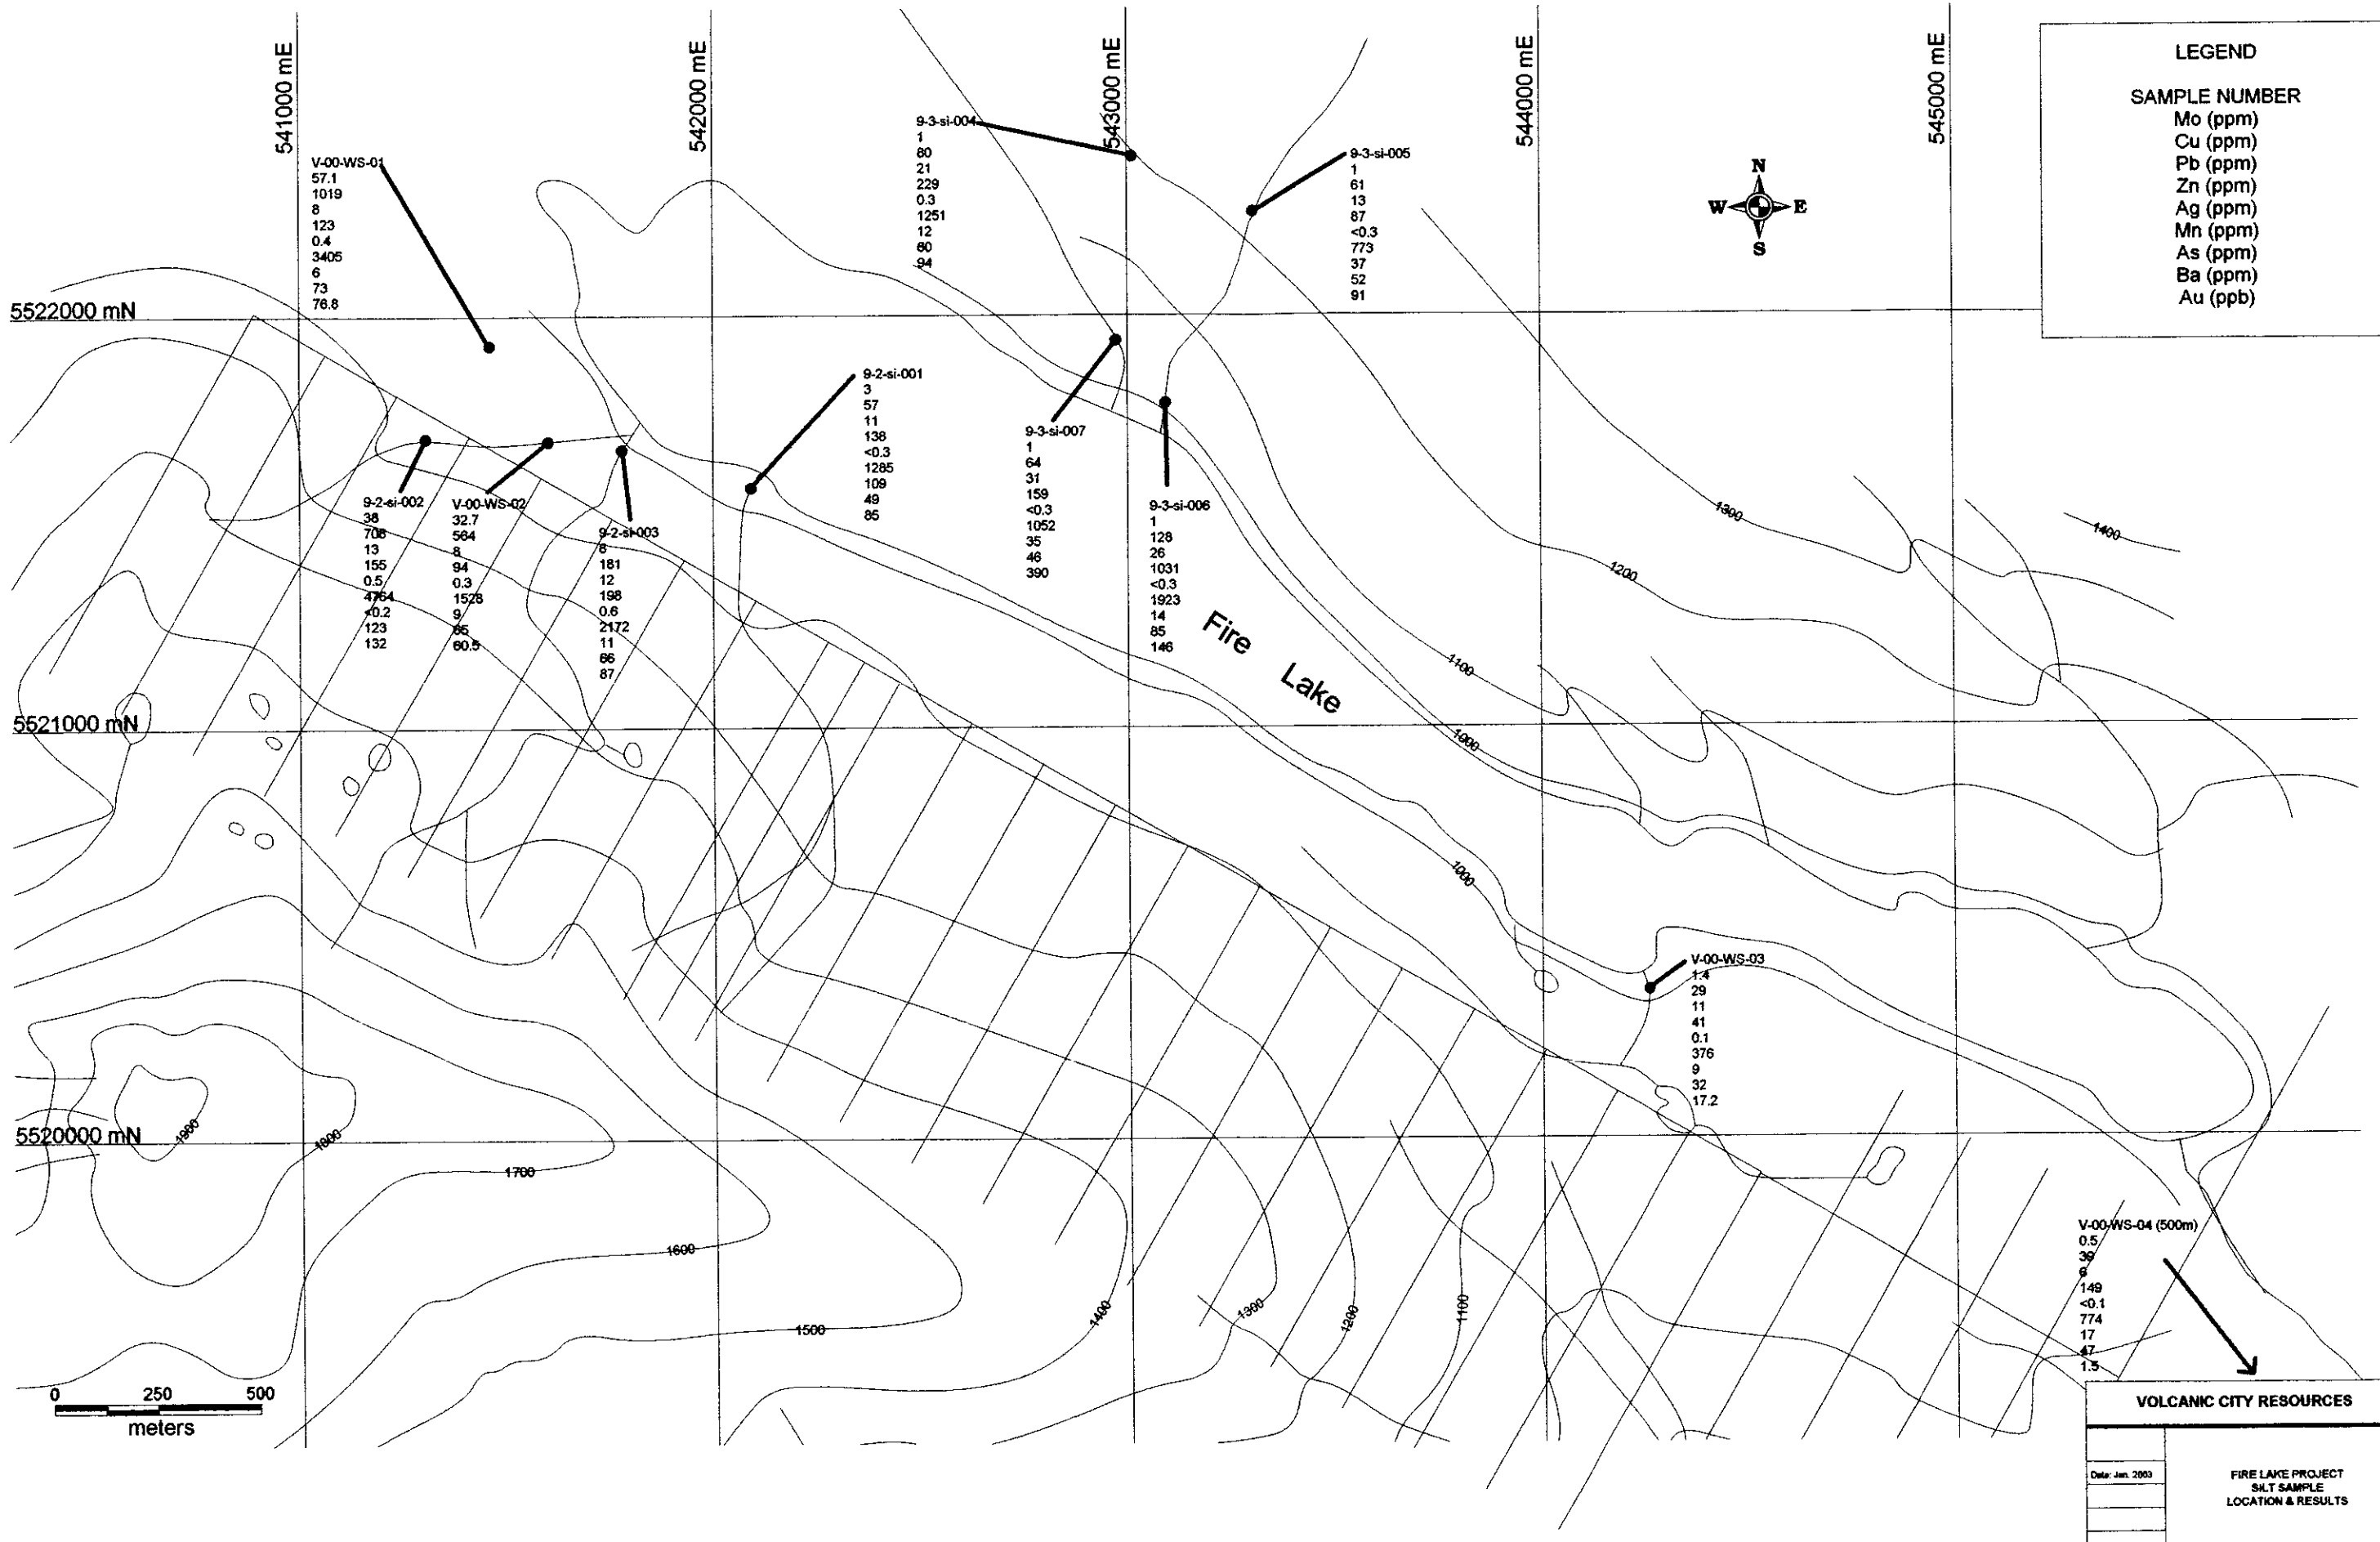 541000 mE
542000 mE
543000 mE
544000 mE
545000 mE
LEGEND
SAMPLE NUMBER
Mo (ppm)
Cu (ppm)
Pb (ppm)
Zn (ppm)
Ag (ppm)
Mn (ppm)
As (ppm)
Ba (ppm)
Au (ppb)
N
W
E
S
V-00-WS-01
57.1
1019
8
123
0.4
3405
6
73
76.8
9-3-si-004
1
80
21
229
0.3
1251
12
60
94
9-3-si-005
1
61
13
87
<0.3
773
37
52
91
5522000 mN
9-2-si-001
3
57
11
138
<0.3
1285
109
49
85
9-3-si-007
1
64
31
159
<0.3
1052
35
46
390
9-2-si-002
38
708
13
155
0.5
4764
<0.2
123
132
V-00-WS-02
32.7
564
8
94
0.3
1528
9
65
60.5
9-2-si-003
8
181
12
198
0.6
2172
11
66
87
9-3-si-006
1
128
26
1031
<0.3
1923
14
85
146
1300
1400
1200
Fire Lake
1100
1000
5521000 mN
1000
V-00-WS-03
1.4
29
11
41
0.1
376
9
32
17.2
5520000 mN
1900
1800
1700
1600
1500
1400
1300
1200
1100
V-00-WS-04 (500m)
0.5
39
6
149
<0.1
774
17
47
1.5
0 250 500
meters
VOLCANIC CITY RESOURCES
Date: Jan. 2003
FIRE LAKE PROJECT
SILT SAMPLE
LOCATION & RESULTS